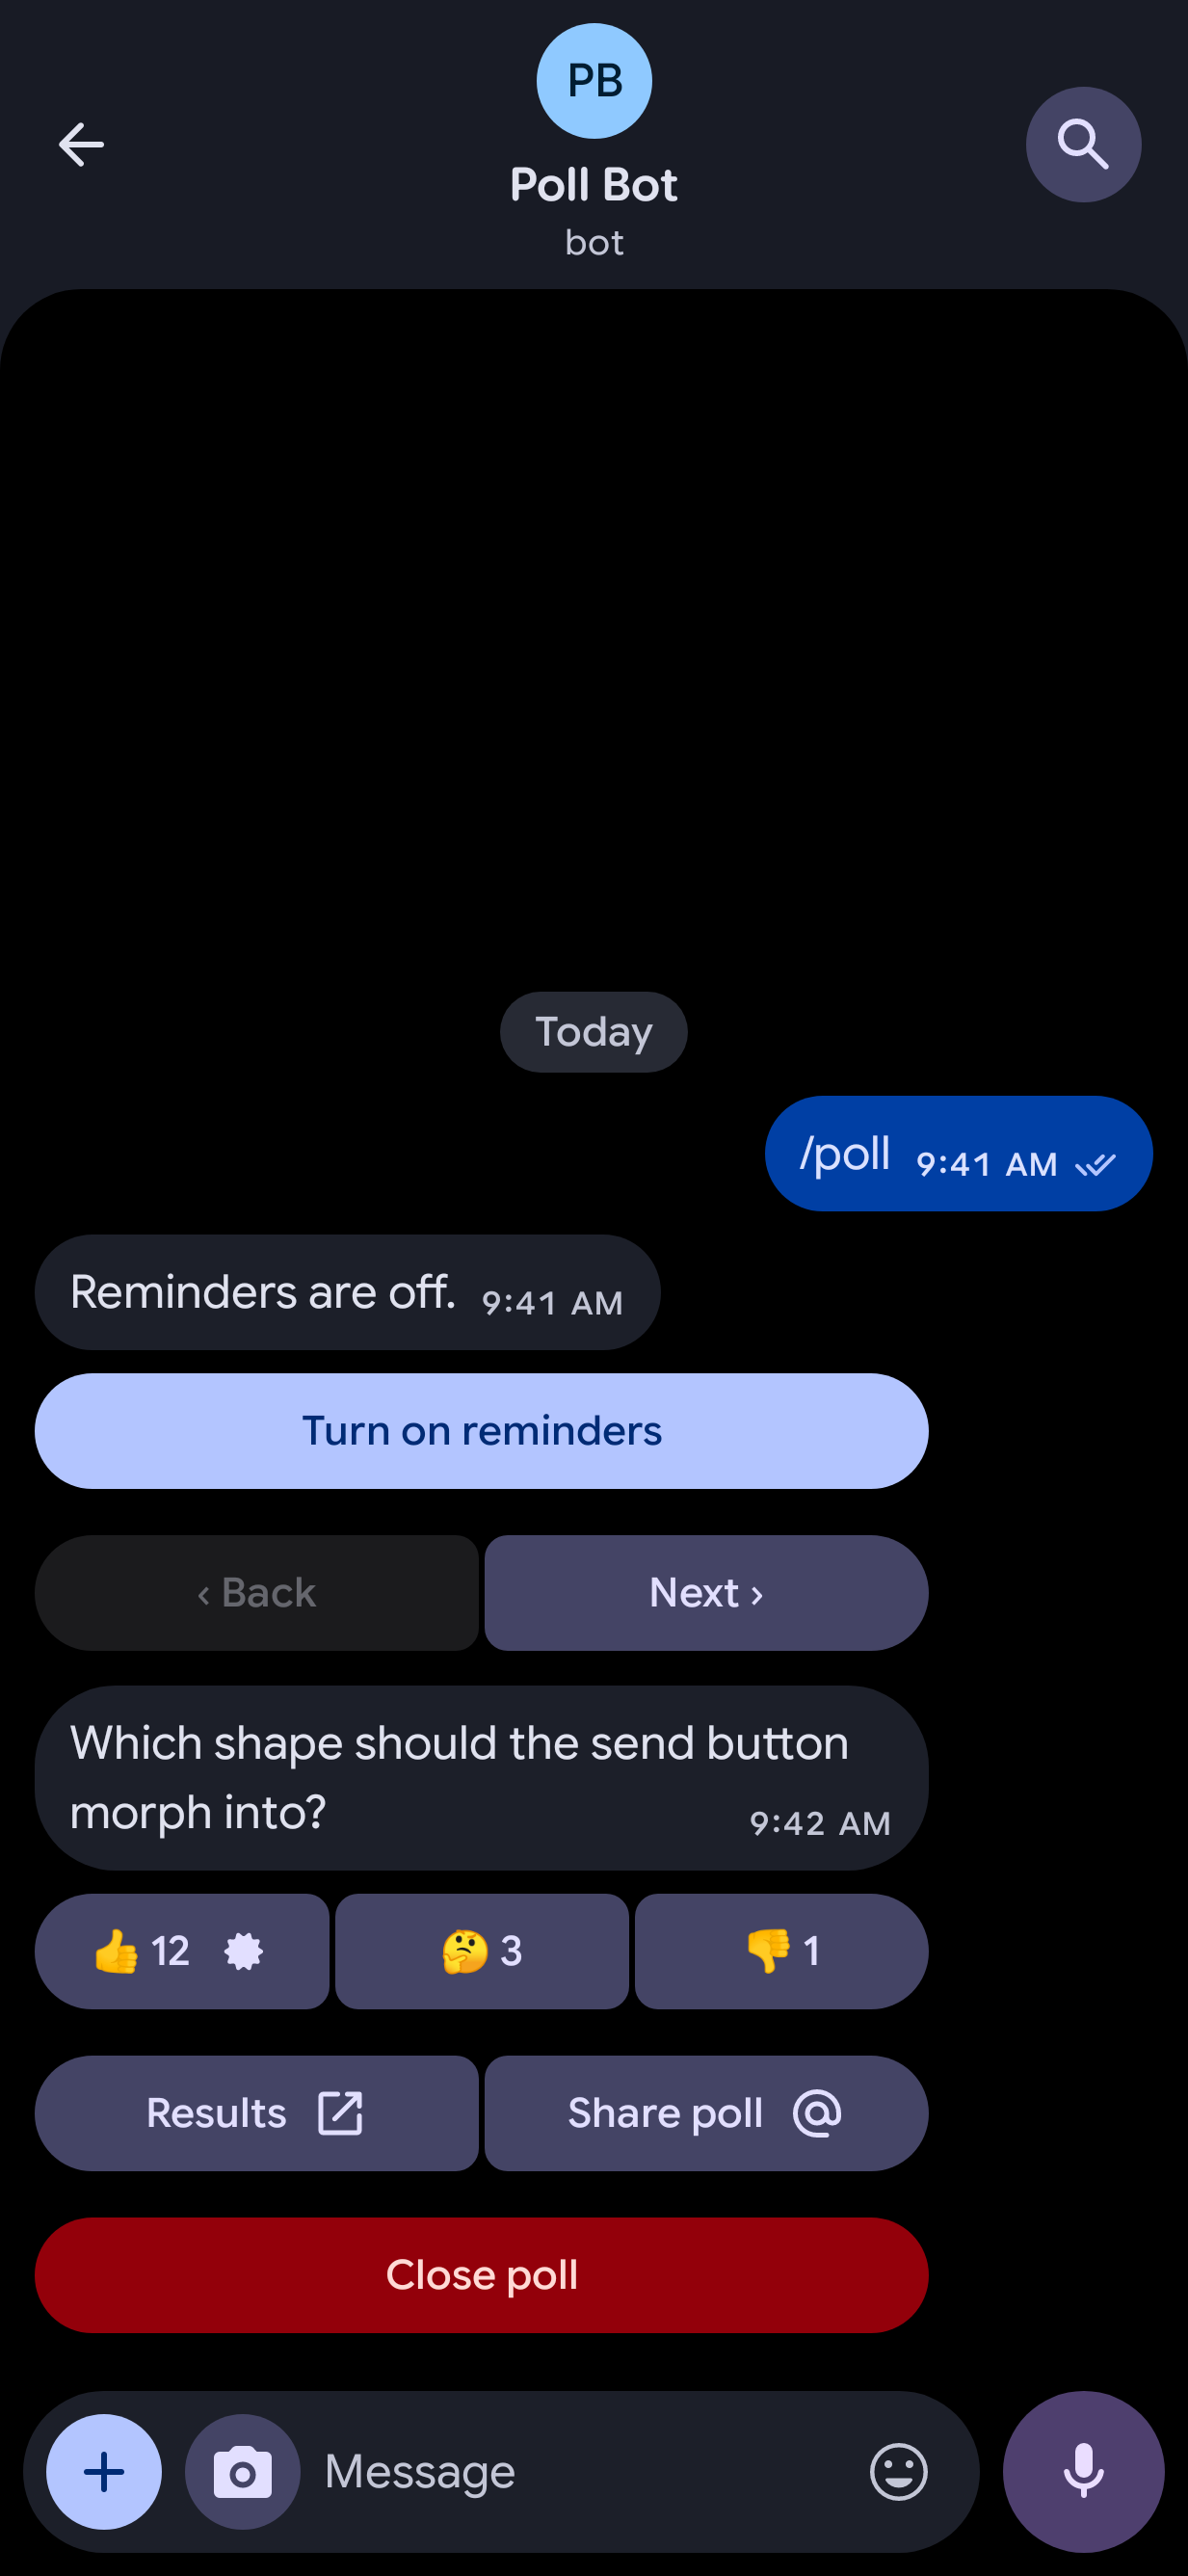 PB
Poll Bot
bot
Today
/poll 9:41 AM
Reminders are off. 9:41 AM
Turn on reminders
‹ Back
Next ›
Which shape should the send button
morph into? 9:42 AM
👍 12
🤔 3
👎 1
Results
Share poll
Close poll
Message